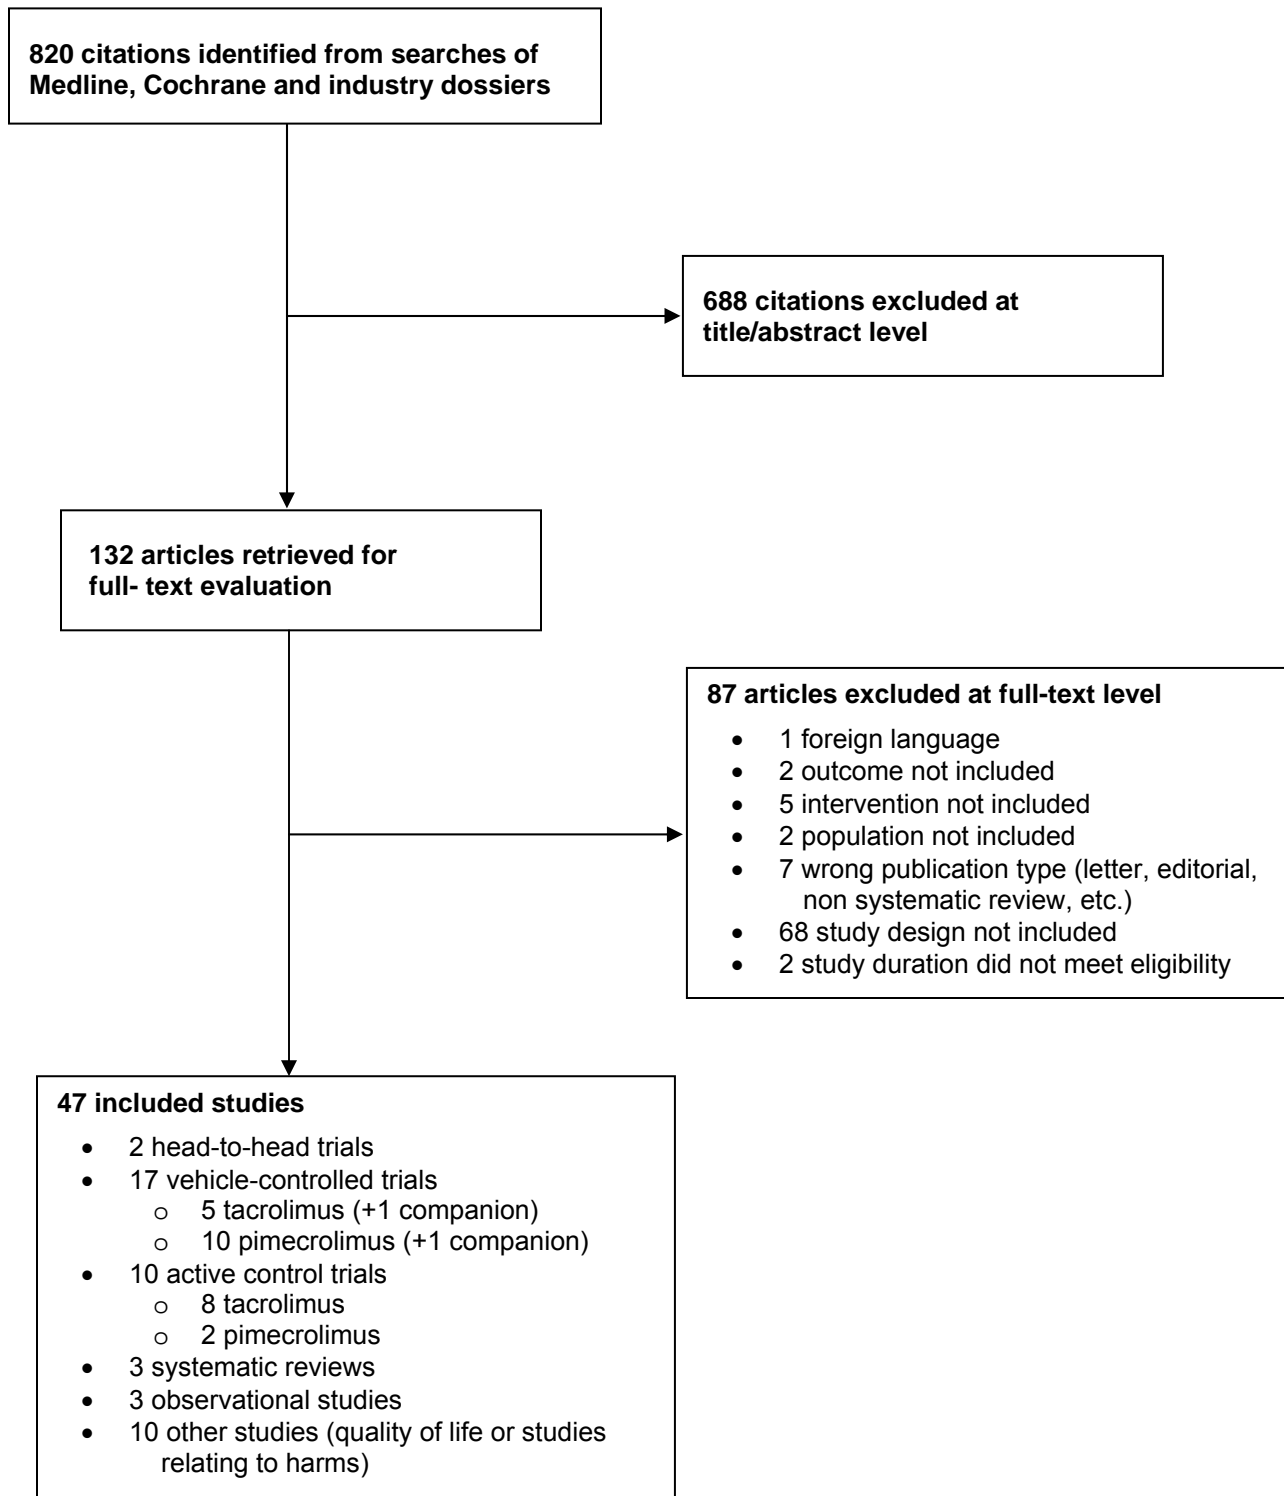 820 citations identified from searches of
Medline, Cochrane and industry dossiers
688 citations excluded at
title/abstract level
132 articles retrieved for
full- text evaluation
87 articles excluded at full-text level
• 1 foreign language
• 2 outcome not included
• 5 intervention not included
• 2 population not included
• 7 wrong publication type (letter, editorial,
non systematic review, etc.)
• 68 study design not included
• 2 study duration did not meet eligibility
47 included studies
• 2 head-to-head trials
• 17 vehicle-controlled trials
o 5 tacrolimus (+1 companion)
o 10 pimecrolimus (+1 companion)
• 10 active control trials
o 8 tacrolimus
o 2 pimecrolimus
• 3 systematic reviews
• 3 observational studies
• 10 other studies (quality of life or studies
relating to harms)